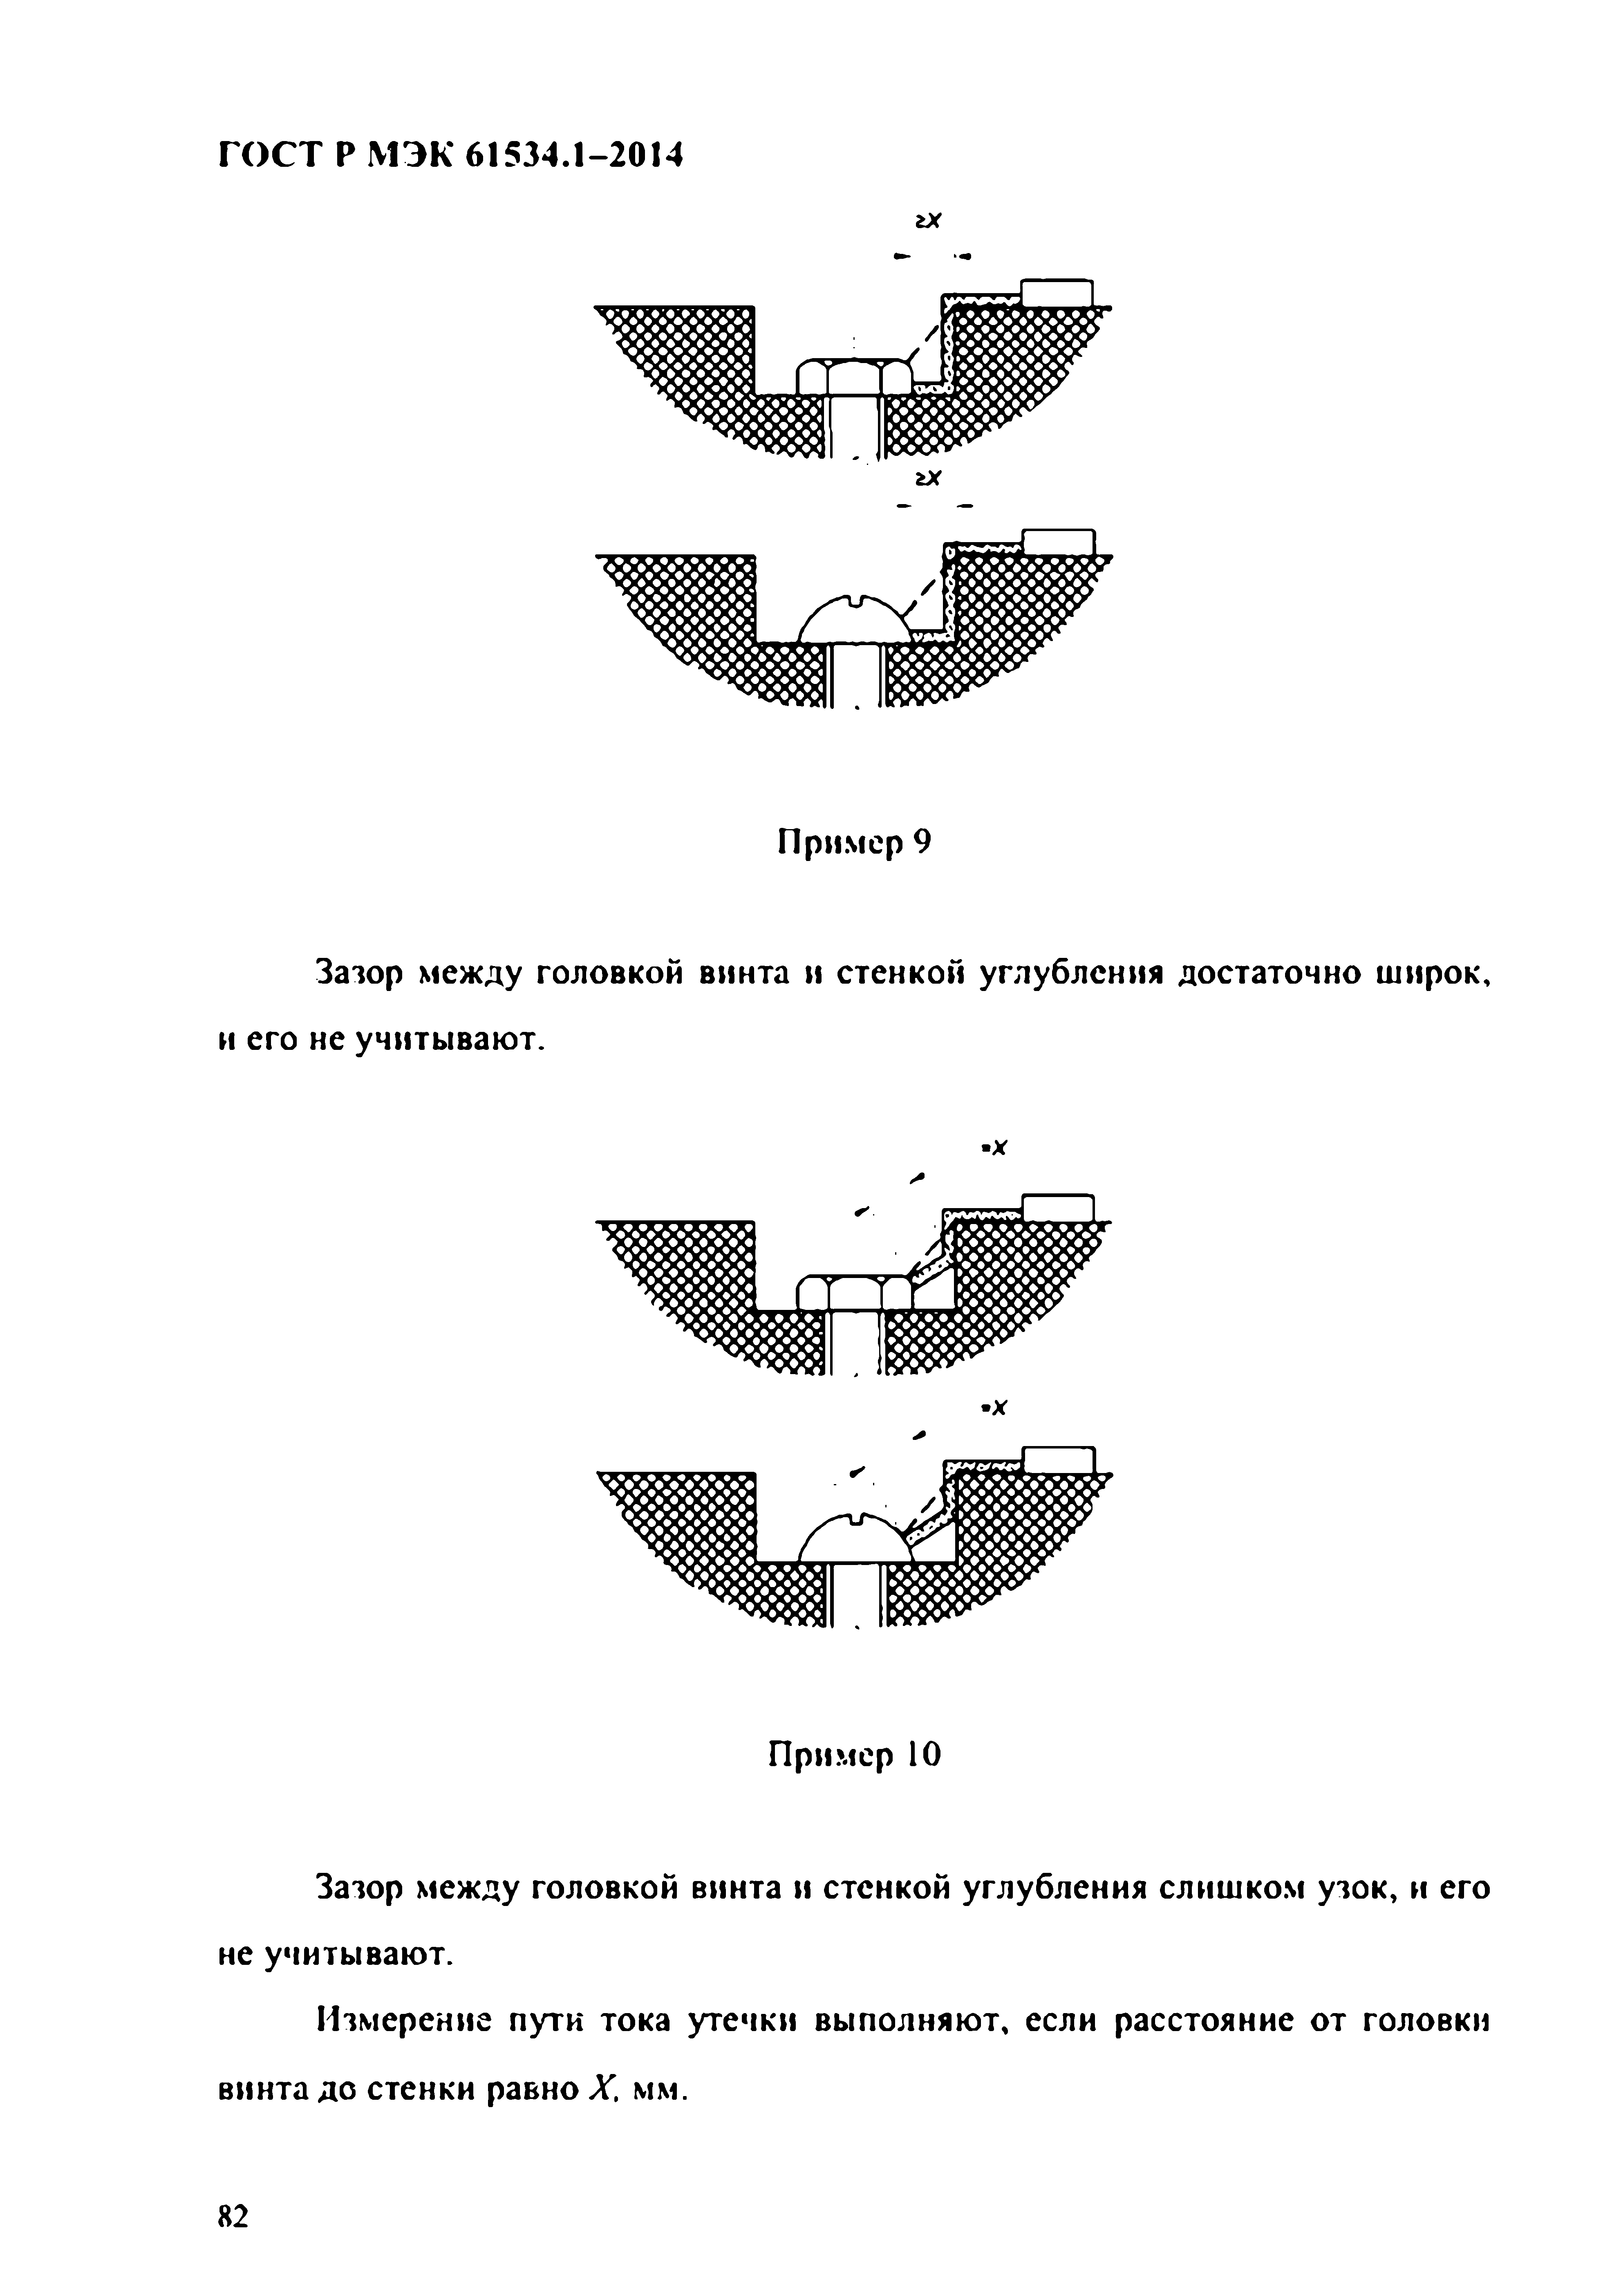 ГОСТ Р МЭК 61534.1–2014
≥X
≥X
Пример 9
Зазор между головкой винта и стенкой углубления достаточно широк,
и его не учитывают.
=X
=X
Пример 10
Зазор между головкой винта и стенкой углубления слишком узок, и его
не учитывают.
Измерение пути тока утечки выполняют, если расстояние от головки
винта до стенки равно X, мм.
82